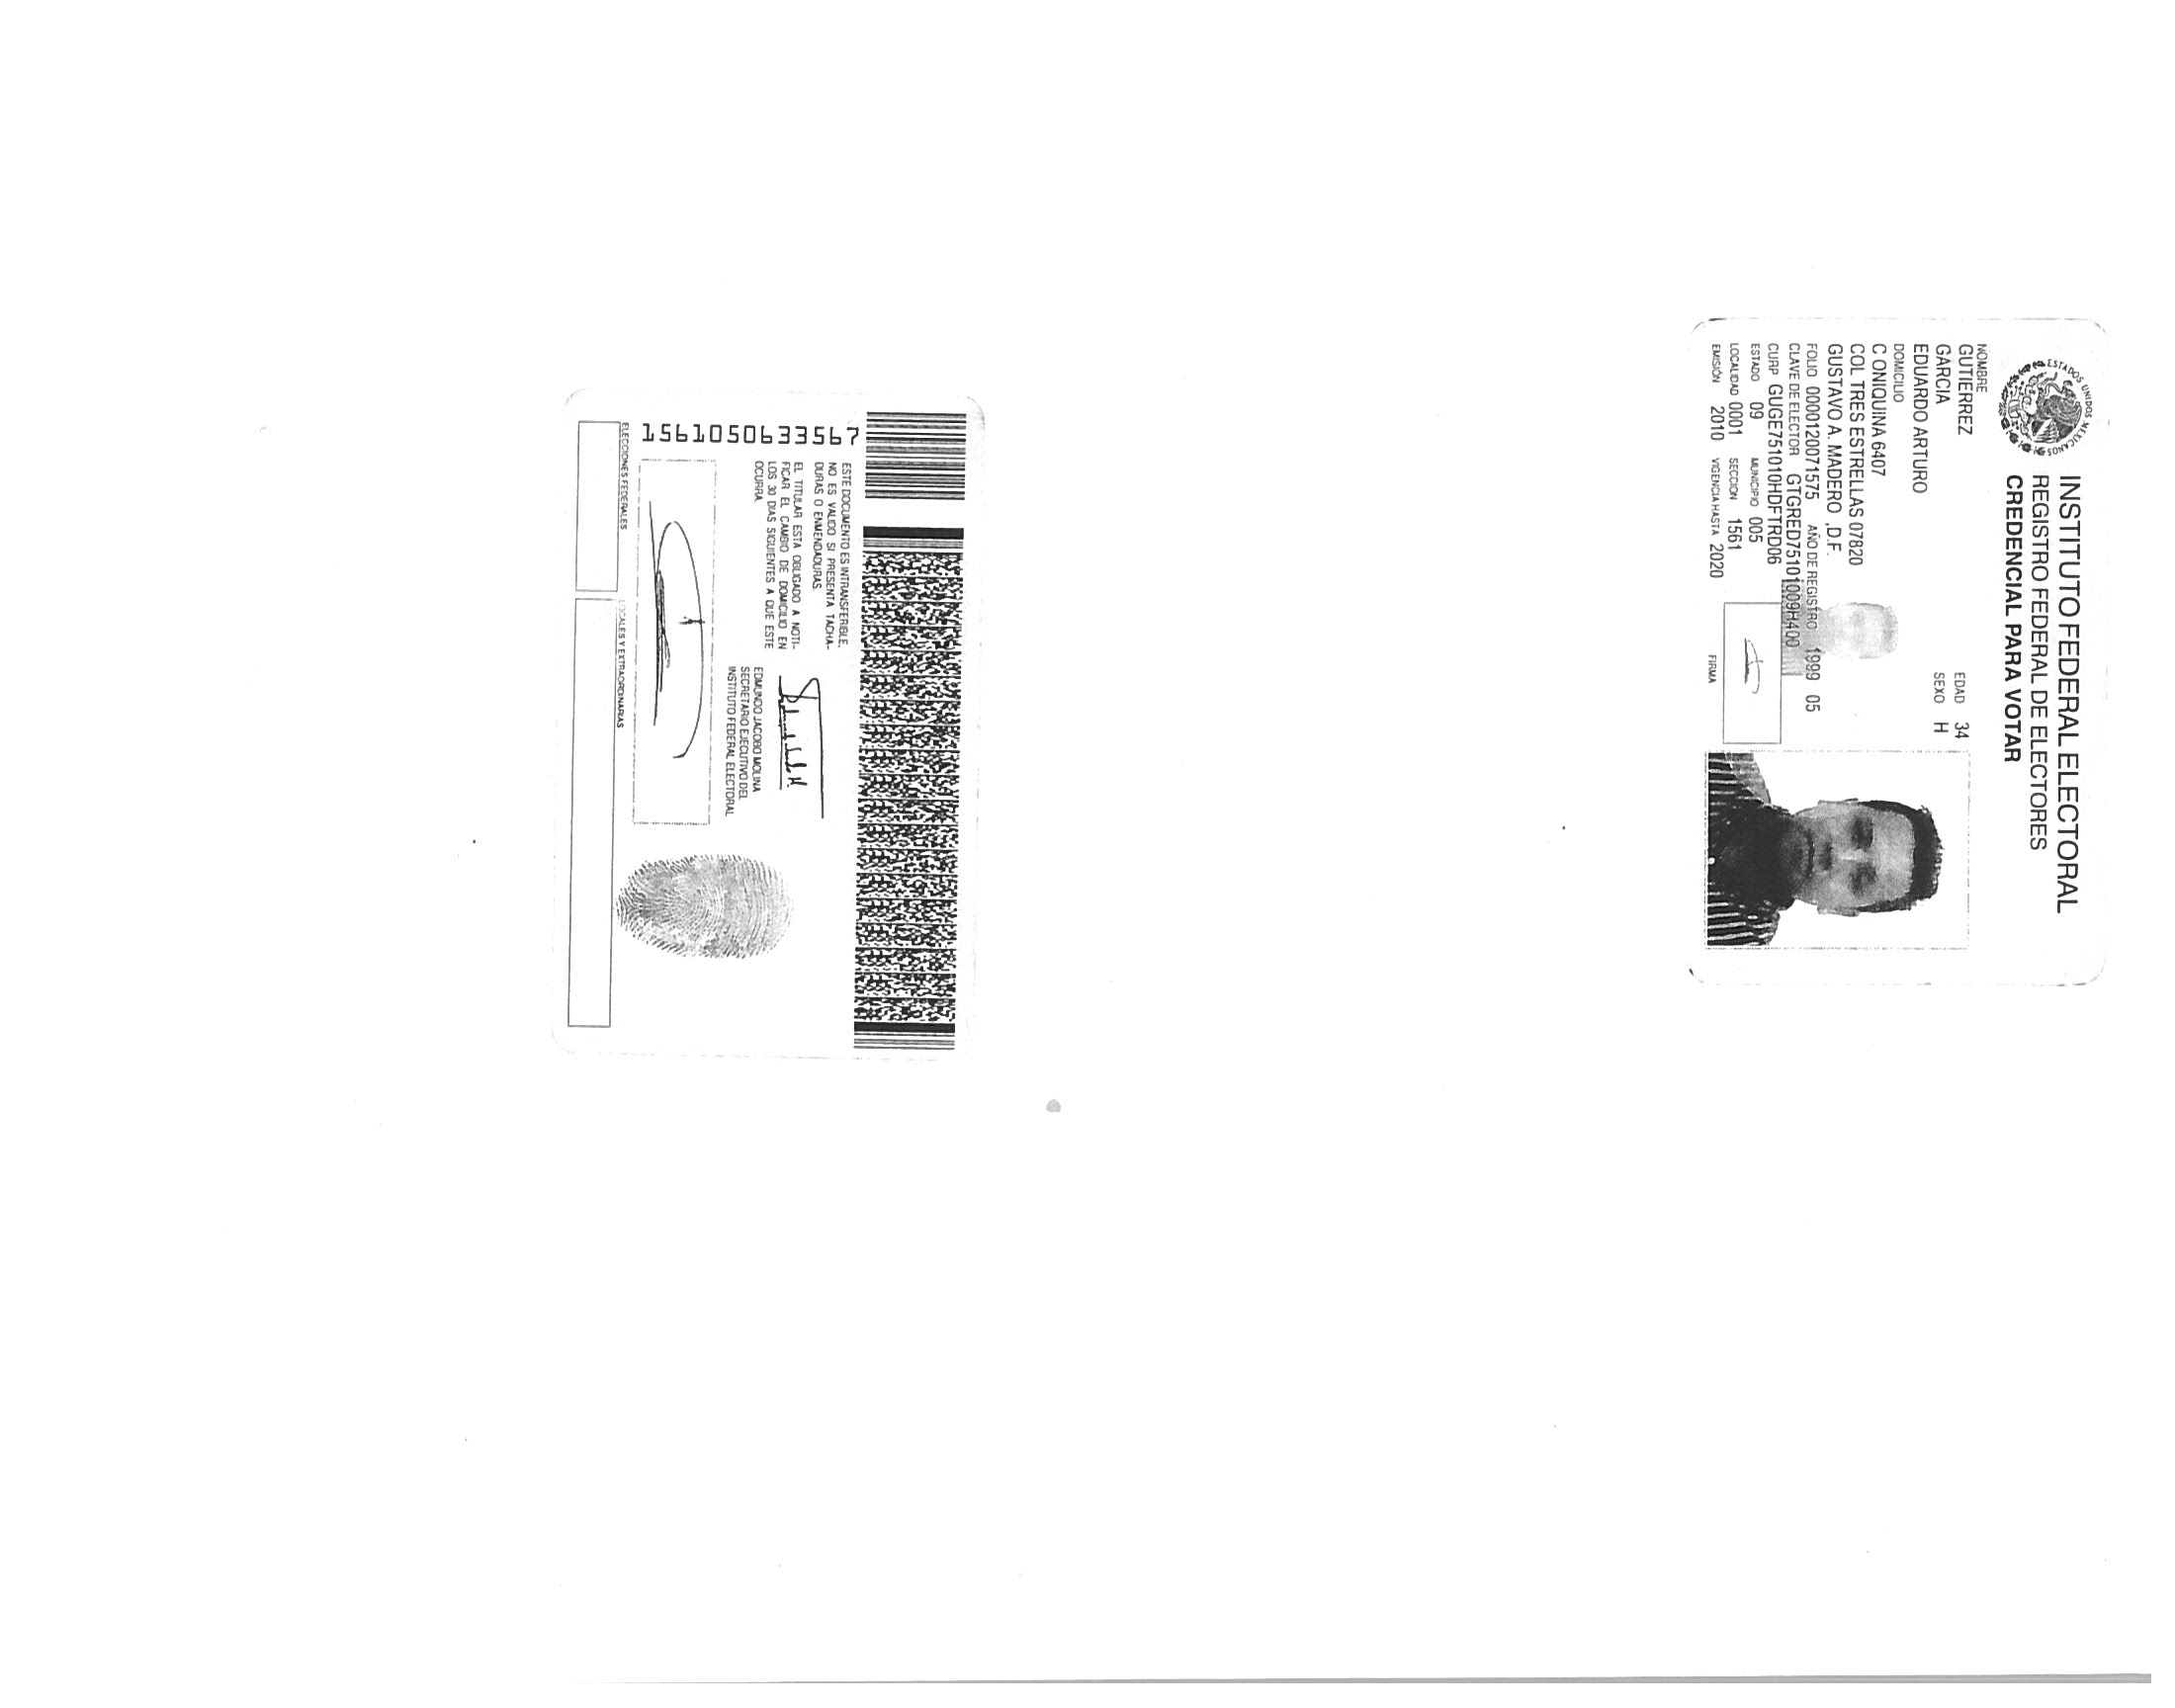 ESTADOS UNIDOS MEXICANOS
INSTITUTO FEDERAL ELECTORAL
REGISTRO FEDERAL DE ELECTORES
CREDENCIAL PARA VOTAR
NOMBRE
GUTIERREZ
GARCIA
EDUARDO ARTURO
EDAD 34
SEXO H
DOMICILIO
C ONIQUINA 6407
COL TRES ESTRELLAS 07820
GUSTAVO A. MADERO ,D.F.
FOLIO 0000120071575 AÑO DE REGISTRO 1999 05
CLAVE DE ELECTOR GTGRED75101009H400
CURP GUGE751010HDFTRD06
ESTADO 09 MUNICIPIO 005
LOCALIDAD 0001 SECCION 1561
EMISIÓN 2010 VIGENCIA HASTA 2020 FIRMA
1561050633567
ESTE DOCUMENTO ES INTRANSFERIBLE.
NO ES VALIDO SI PRESENTA TACHA-
DURAS O ENMENDADURAS.
EL TITULAR ESTA OBLIGADO A NOTI-
FICAR EL CAMBIO DE DOMICILIO EN
LOS 30 DIAS SIGUIENTES A QUE ESTE
OCURRA.
EDMUNDO JACOBO MOLINA
SECRETARIO EJECUTIVO DEL
INSTITUTO FEDERAL ELECTORAL
ELECCIONES FEDERALES
LOCALES Y EXTRAORDINARIAS